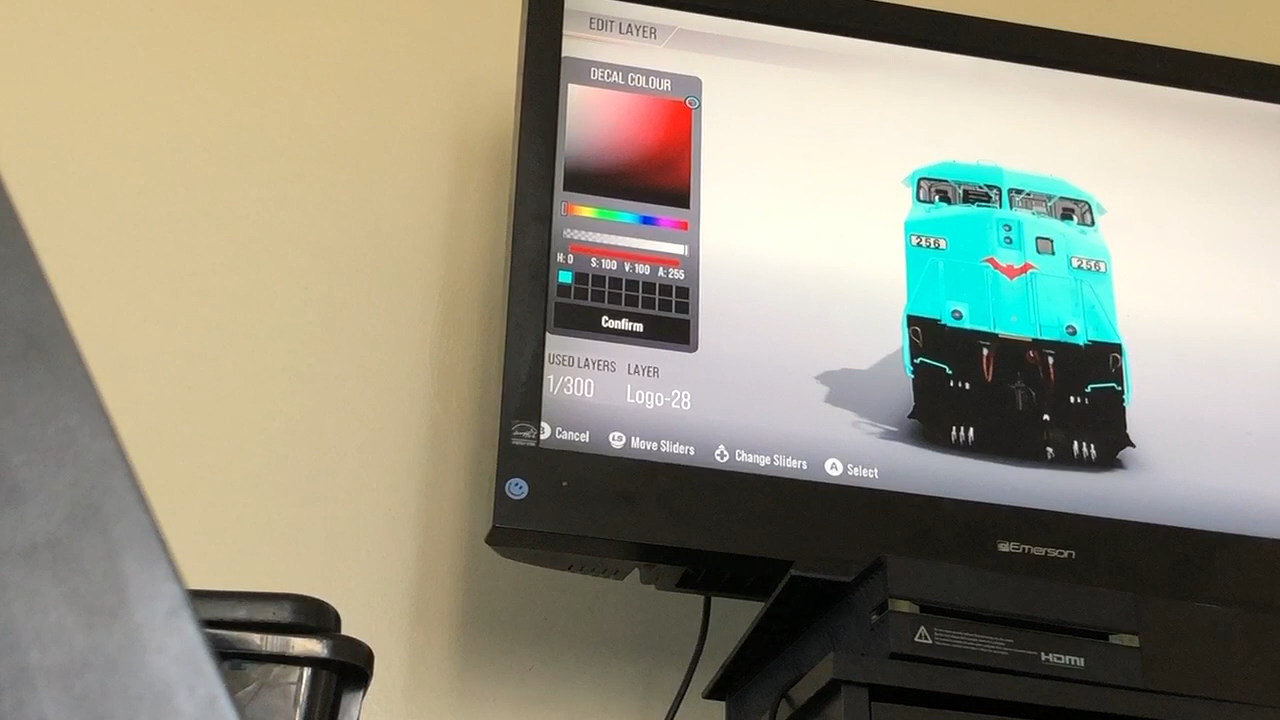 EDIT LAYER
DECAL COLOUR
H: 0 S: 100 V: 100 A: 255
Confirm
USED LAYERS LAYER
1/300 Logo-28
B Cancel LS Move Sliders Change Sliders A Select
256
256
Emerson
HDMI